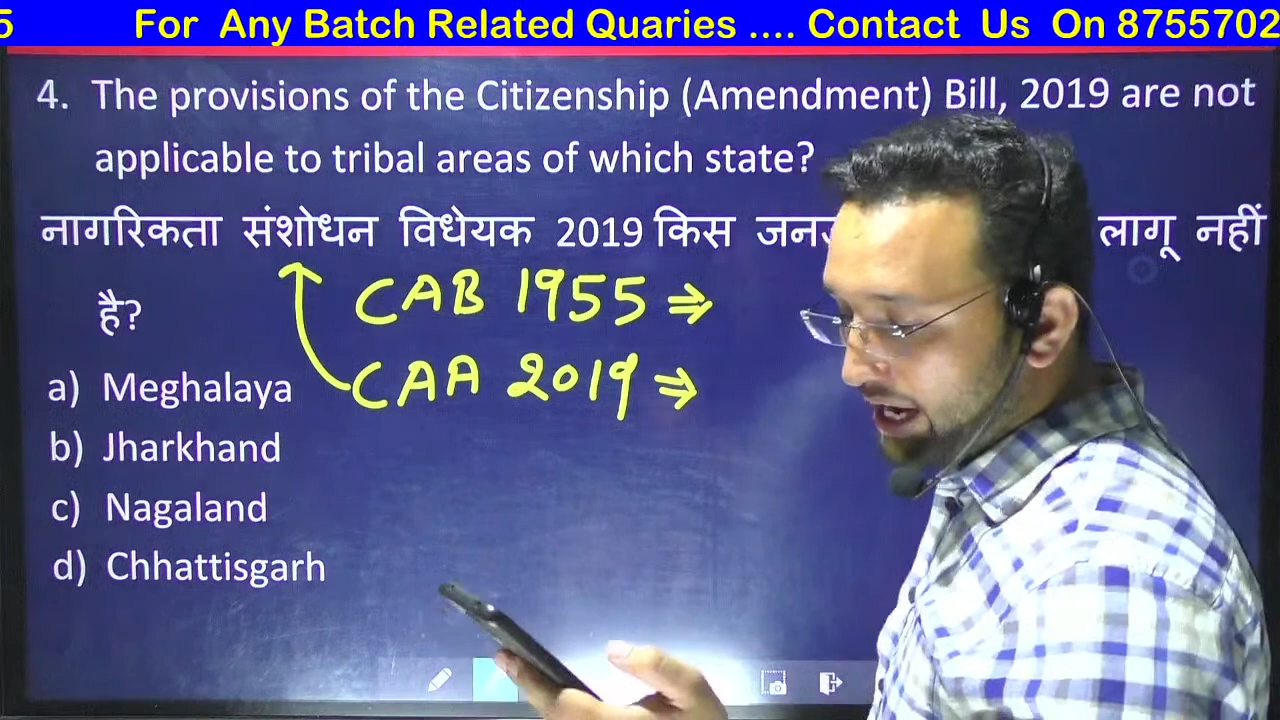 5 For Any Batch Related Quaries .... Contact Us On 8755702
4. The provisions of the Citizenship (Amendment) Bill, 2019 are not
applicable to tribal areas of which state?
नागरिकता संशोधन विधेयक 2019 किस लागू नहीं
है?
CAB 1955 ⇒
CAA 2019 ⇒
a) Meghalaya
b) Jharkhand
c) Nagaland
d) Chhattisgarh